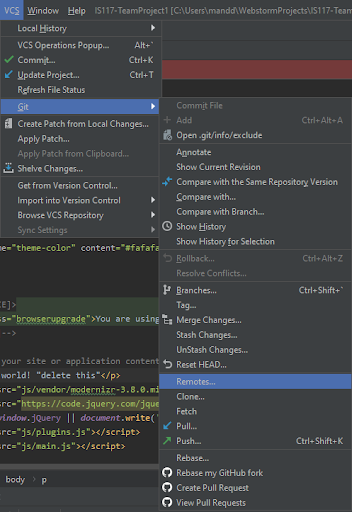 VCS Window Help IS117-TeamProject1 [C:\Users\mandd\WebstormProjects\IS117-Team
Local History
VCS Operations Popup... Alt+`
Commit... Ctrl+K
Update Project... Ctrl+T
Refresh File Status
Git
Create Patch from Local Changes...
Apply Patch...
Apply Patch from Clipboard...
Shelve Changes...
Get from Version Control...
Import into Version Control
Browse VCS Repository
Sync Settings
Commit File
Add Ctrl+Alt+A
Open .git/info/exclude
Annotate
Show Current Revision
Compare with the Same Repository Version
Compare with...
Compare with Branch...
Show History
Show History for Selection
Rollback... Ctrl+Alt+Z
Resolve Conflicts...
Branches... Ctrl+Shift+`
Tag...
Merge Changes...
Stash Changes...
UnStash Changes...
Reset HEAD...
Remotes...
Clone...
Fetch
Pull...
Push... Ctrl+Shift+K
Rebase...
Rebase my GitHub fork
Create Pull Request
View Pull Requests
me="theme-color" content="#fafafa
E]>
ss="browserupgrade">You are using
-->
your site or application content
world! "delete this"</p>
src="js/vendor/modernizr-3.8.0.mi
src="https://code.jquery.com/jque
window.jQuery || document.write('
src="js/plugins.js"></script>
src="js/main.js"></script>
body › p